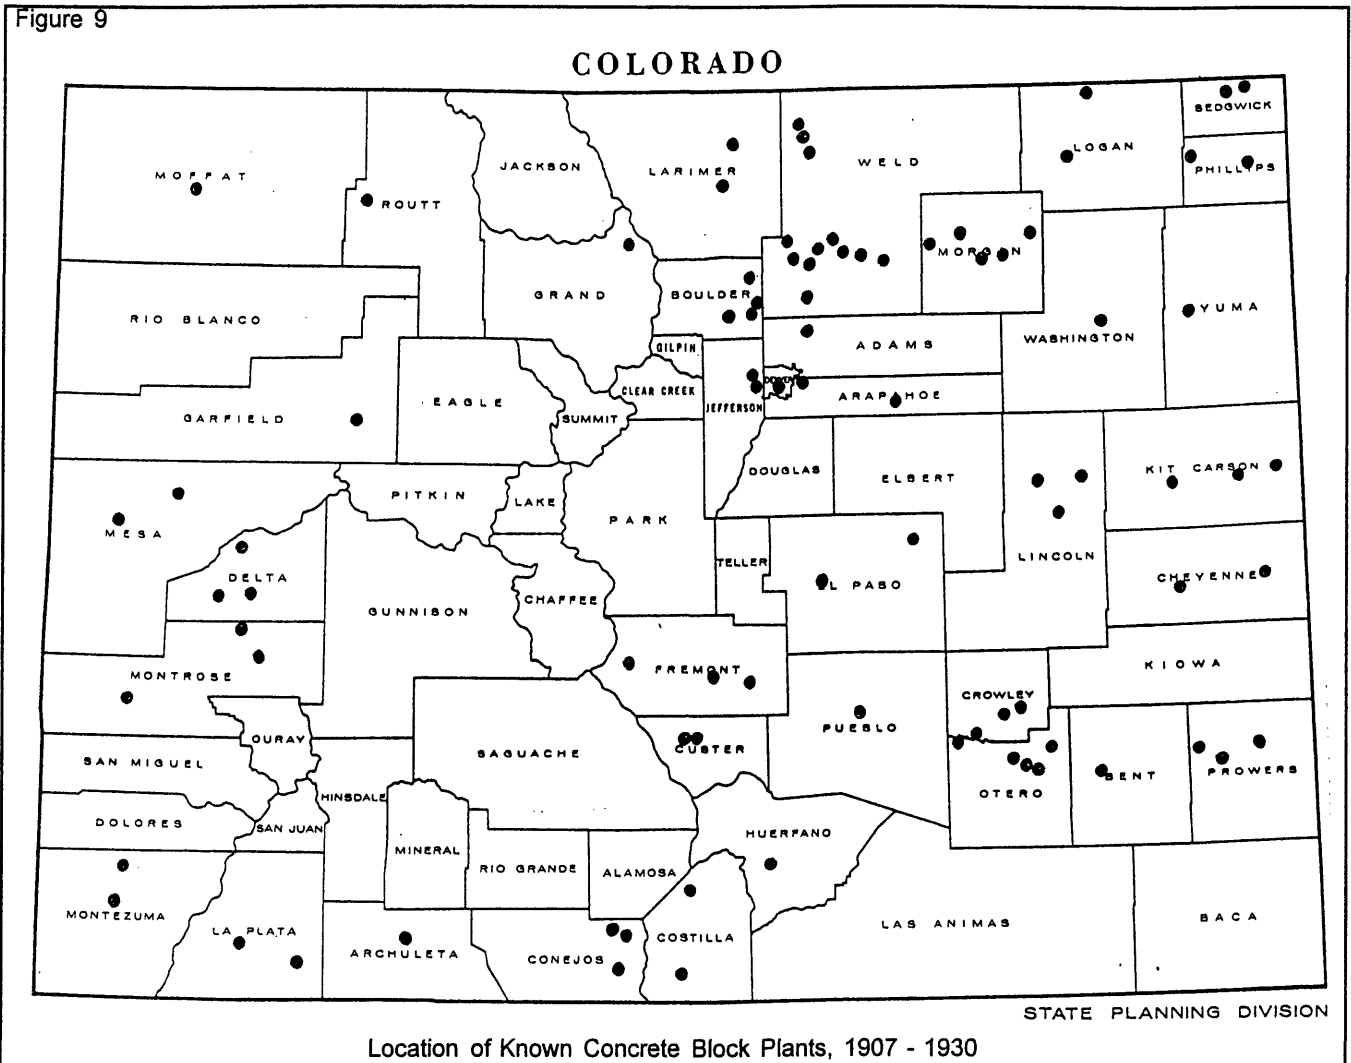 Figure 9
COLORADO
SEDGWICK
JACKSON
LARIMER
WELD
LOGAN
PHILLIPS
MOFFAT
ROUTT
MORGAN
GRAND
BOULDER
YUMA
RIO BLANCO
GILPIN
ADAMS
WASHINGTON
DENVER
CLEAR CREEK
ARAPAHOE
EAGLE
JEFFERSON
GARFIELD
SUMMIT
DOUGLAS
ELBERT
KIT CARSON
PITKIN
LAKE
PARK
MESA
LINCOLN
TELLER
DELTA
EL PASO
CHEYENNE
GUNNISON
CHAFFEE
MONTROSE
FREMONT
KIOWA
CROWLEY
OURAY
PUEBLO
SAGUACHE
CUSTER
SAN MIGUEL
BENT
PROWERS
HINSDALE
OTERO
DOLORES
SAN JUAN
HUERFANO
MINERAL
RIO GRANDE
ALAMOSA
MONTEZUMA
LA PLATA
LAS ANIMAS
BACA
ARCHULETA
CONEJOS
COSTILLA
STATE PLANNING DIVISION
Location of Known Concrete Block Plants, 1907 - 1930